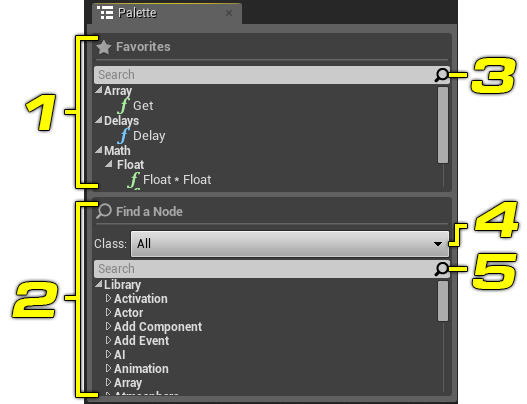 Palette
Favorites
Search
Array
f Get
Delays
f Delay
Math
Float
f Float * Float
Find a Node
Class: All
Search
Library
Activation
Actor
Add Component
Add Event
AI
Animation
Array
Atmosphere
1
2
3
4
5